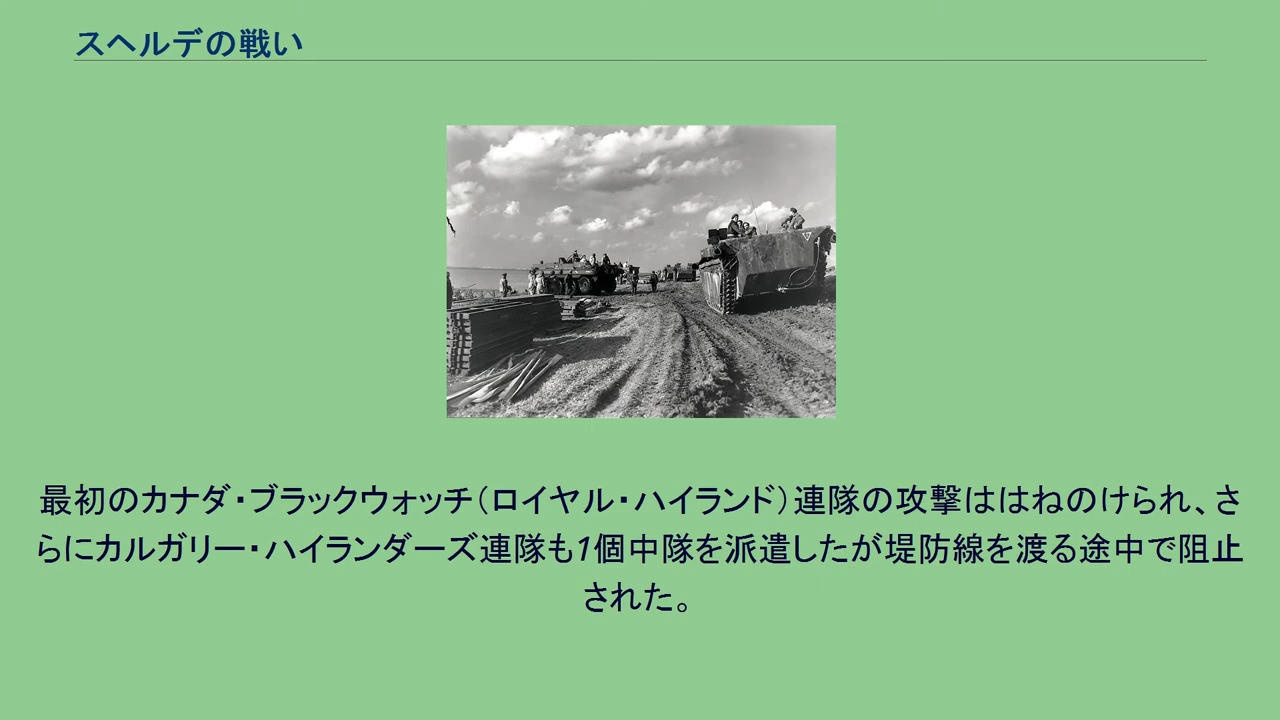 スヘルデの戦い
最初のカナダ・ブラックウォッチ（ロイヤル・ハイランド）連隊の攻撃ははねのけられ、さ
らにカルガリー・ハイランダーズ連隊も1個中隊を派遣したが堤防線を渡る途中で阻止
された。